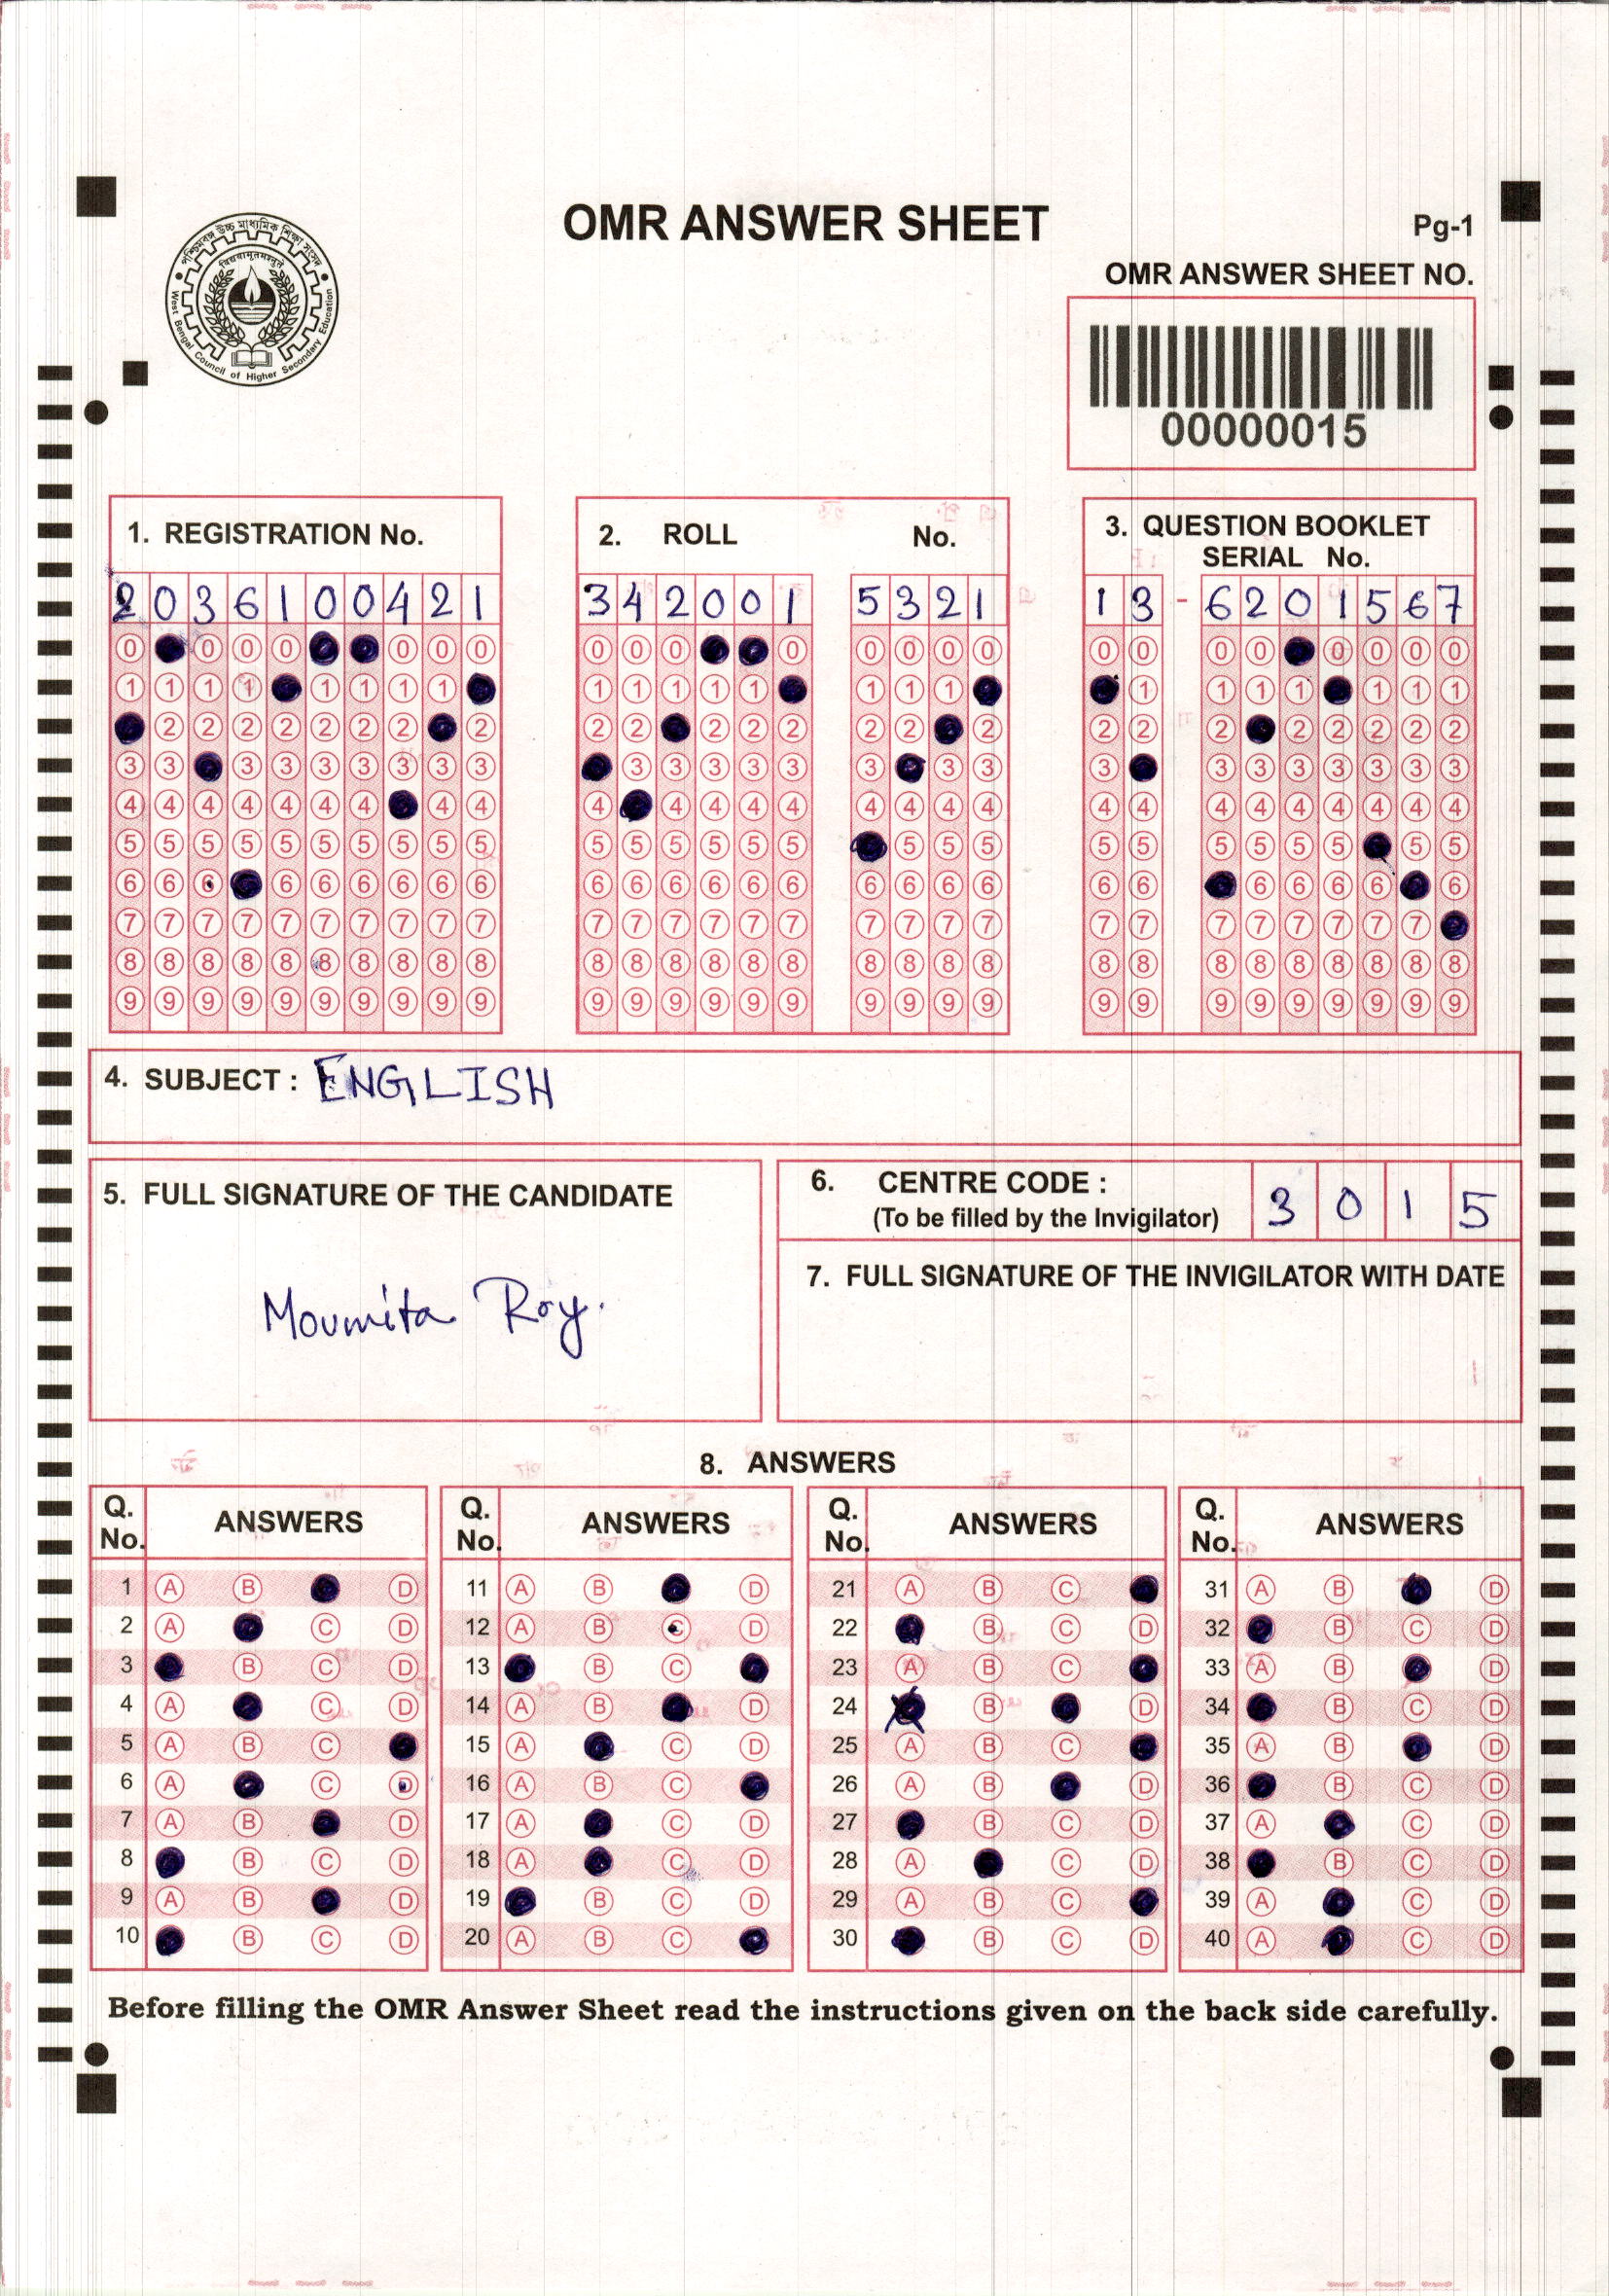 OMR ANSWER SHEET
Pg-1
পশ্চিমবঙ্গ উচ্চ মাধ্যমিক শিক্ষা সংসদ
West Bengal Council of Higher Secondary Education
OMR ANSWER SHEET NO.
00000015
1. REGISTRATION No.
2036100421
2. ROLL No.
342001 5321
3. QUESTION BOOKLET
SERIAL No.
13-6201567
4. SUBJECT : ENGLISH
5. FULL SIGNATURE OF THE CANDIDATE
Moumita Roy.
6. CENTRE CODE : 3015
(To be filled by the Invigilator)
7. FULL SIGNATURE OF THE INVIGILATOR WITH DATE
8. ANSWERS
Q. No. ANSWERS Q. No. ANSWERS Q. No. ANSWERS Q. No. ANSWERS
1 A B D 11 A B D 21 A B C 31 A B D
2 A C D 12 A B C D 22 B C D 32 B C D
3 B C D 13 B C 23 A B C 33 A B D
4 A C D 14 A B D 24 B D 34 B C D
5 A B C 15 A C D 25 A B C 35 A B D
6 A C D 16 A B C 26 A B D 36 B C D
7 A B D 17 A C D 27 B C D 37 A C D
8 B C D 18 A C D 28 A C D 38 B C D
9 A B D 19 B C D 29 A B C 39 A C D
10 B C D 20 A B C 30 B C D 40 A C D
Before filling the OMR Answer Sheet read the instructions given on the back side carefully.